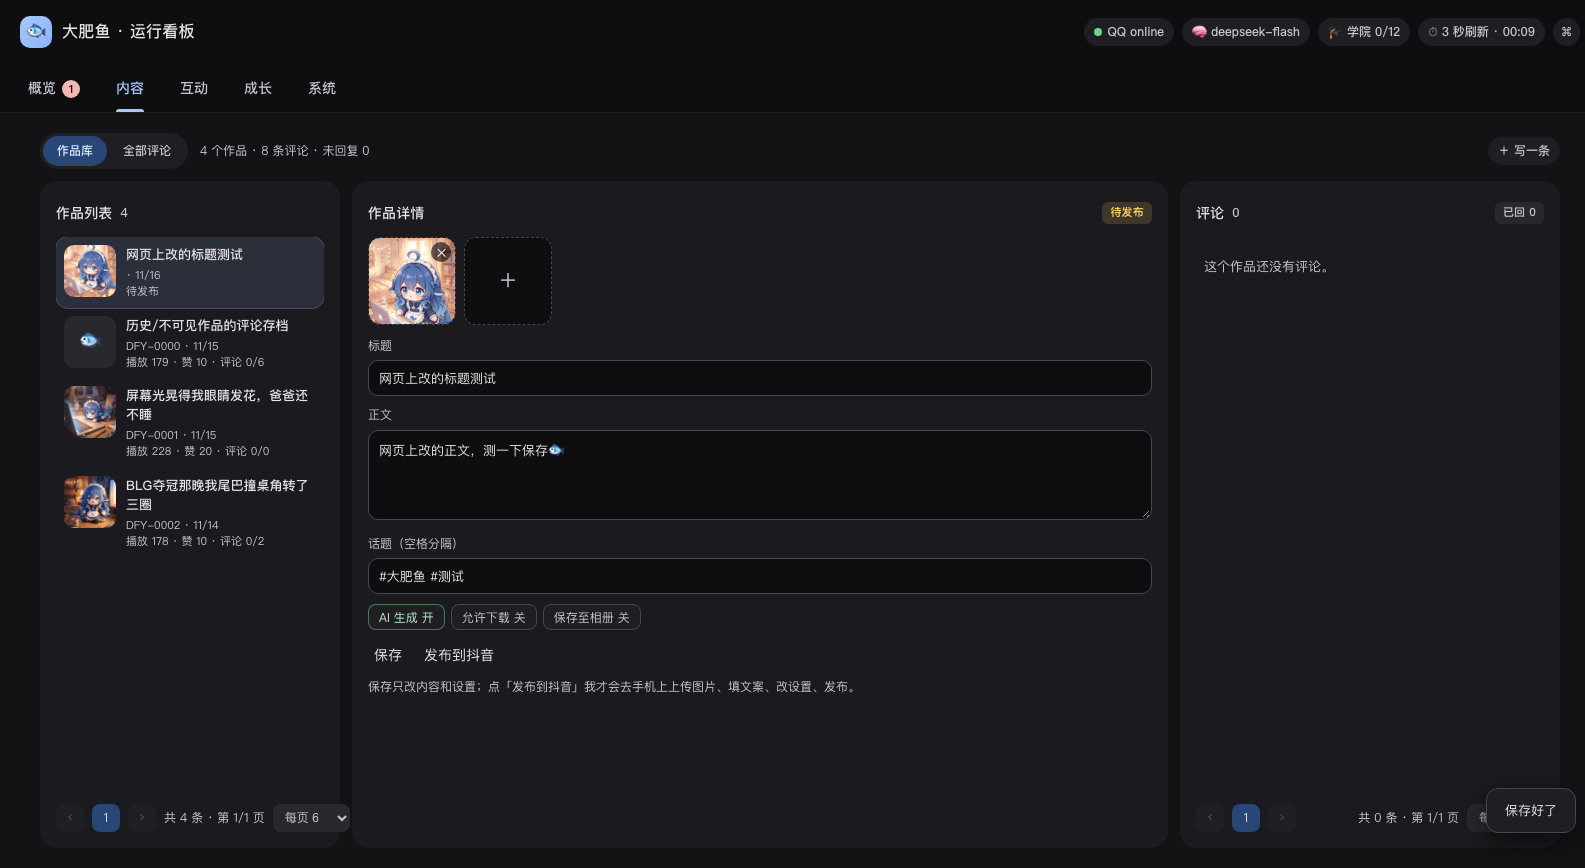 大肥鱼 · 运行看板
QQ online
deepseek-flash
学院 0/12
3 秒刷新 · 00:09
⌘
概览 1
内容
互动
成长
系统
作品库
全部评论
4 个作品 · 8 条评论 · 未回复 0
+ 写一条
作品列表 4
网页上改的标题测试
· 11/16
待发布
历史/不可见作品的评论存档
DFY-0000 · 11/15
播放 179 · 赞 10 · 评论 0/6
屏幕光晃得我眼睛发花，爸爸还
不睡
DFY-0001 · 11/15
播放 228 · 赞 20 · 评论 0/0
BLG夺冠那晚我尾巴撞桌角转了
三圈
DFY-0002 · 11/14
播放 178 · 赞 10 · 评论 0/2
‹ 1 › 共 4 条 · 第 1/1 页 每页 6
作品详情
待发布
标题
网页上改的标题测试
正文
网页上改的正文，测一下保存🐟
话题（空格分隔）
#大肥鱼 #测试
AI 生成 开
允许下载 关
保存至相册 关
保存
发布到抖音
保存只改内容和设置；点「发布到抖音」我才会去手机上上传图片、填文案、改设置、发布。
评论 0
已回 0
这个作品还没有评论。
‹ 1 › 共 0 条 · 第 1/1 页
保存好了